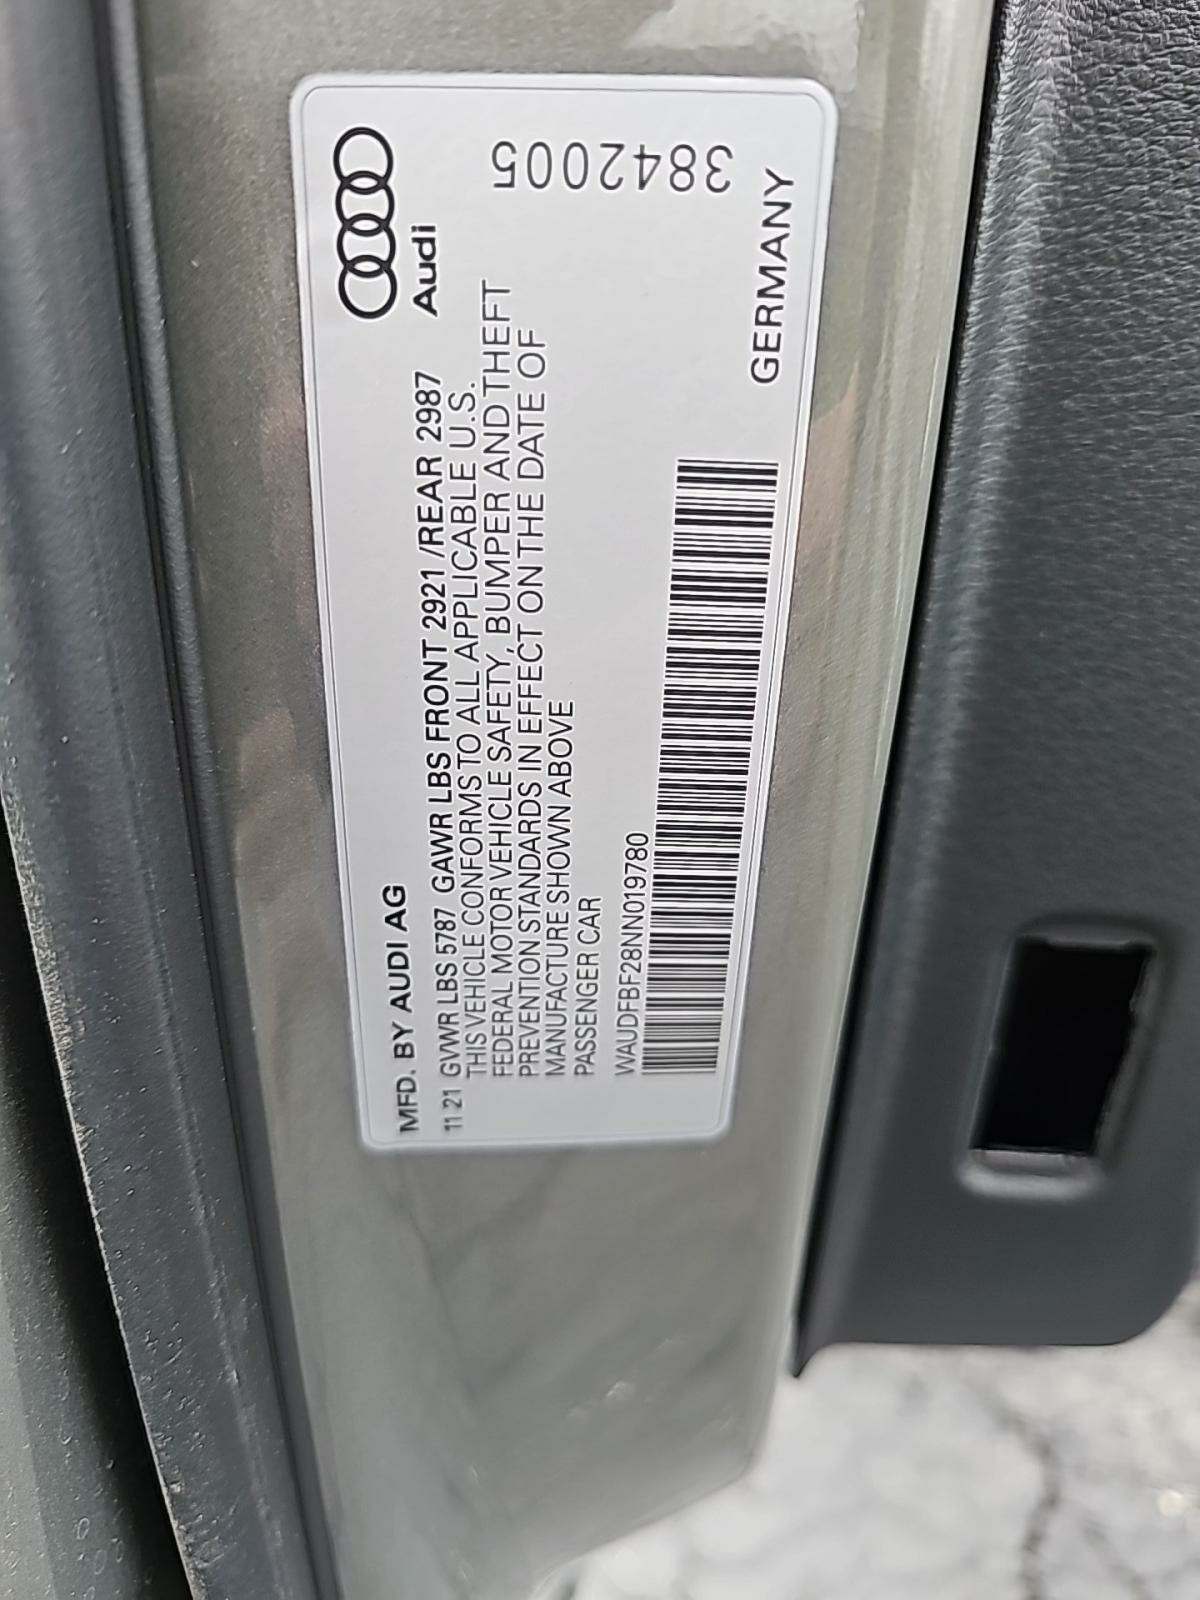 Audi
MFD. BY AUDI AG
11 21 GVWR LBS 5787 GAWR LBS FRONT 2921 /REAR 2987
THIS VEHICLE CONFORMS TO ALL APPLICABLE U.S.
FEDERAL MOTOR VEHICLE SAFETY, BUMPER AND THEFT
PREVENTION STANDARDS IN EFFECT ON THE DATE OF
MANUFACTURE SHOWN ABOVE
PASSENGER CAR
WAUDFBF28NN019780
GERMANY
3842005